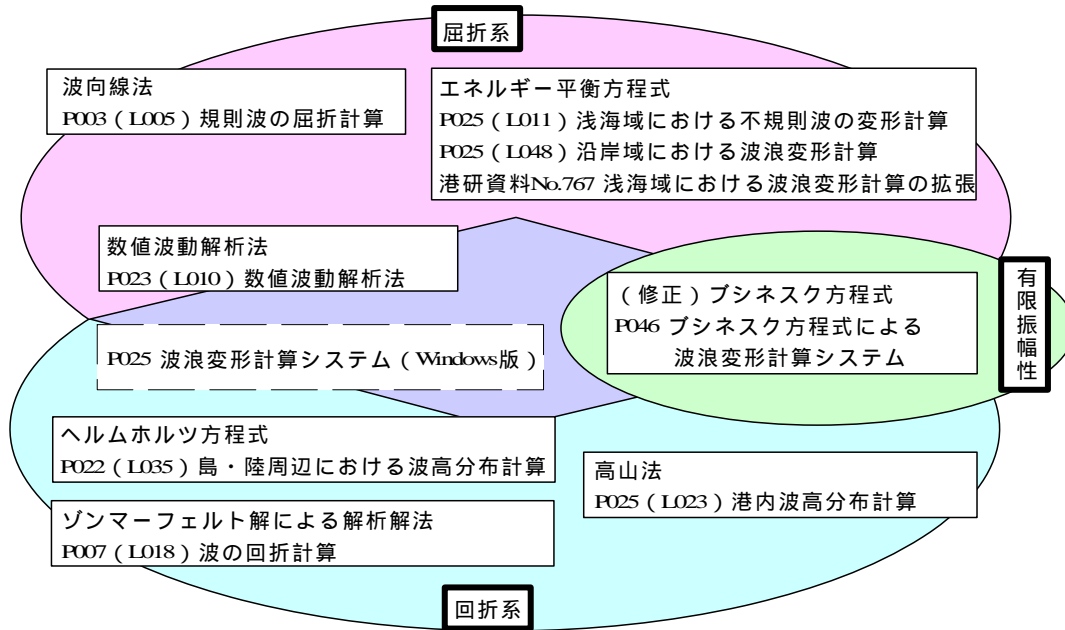 屈折系
波向線法
P003（L005）規則波の屈折計算
エネルギー平衡方程式
P025（L011）浅海域における不規則波の変形計算
P025（L048）沿岸域における波浪変形計算
港研資料No.767 浅海域における波浪変形計算の拡張
数値波動解析法
P023（L010）数値波動解析法
（修正）ブシネスク方程式
P046 ブシネスク方程式による
波浪変形計算システム
有限振幅性
P025 波浪変形計算システム（Windows版）
ヘルムホルツ方程式
P022（L035）島・陸周辺における波高分布計算
高山法
P025（L023）港内波高分布計算
ゾンマーフェルト解による解析解法
P007（L018）波の回折計算
回折系